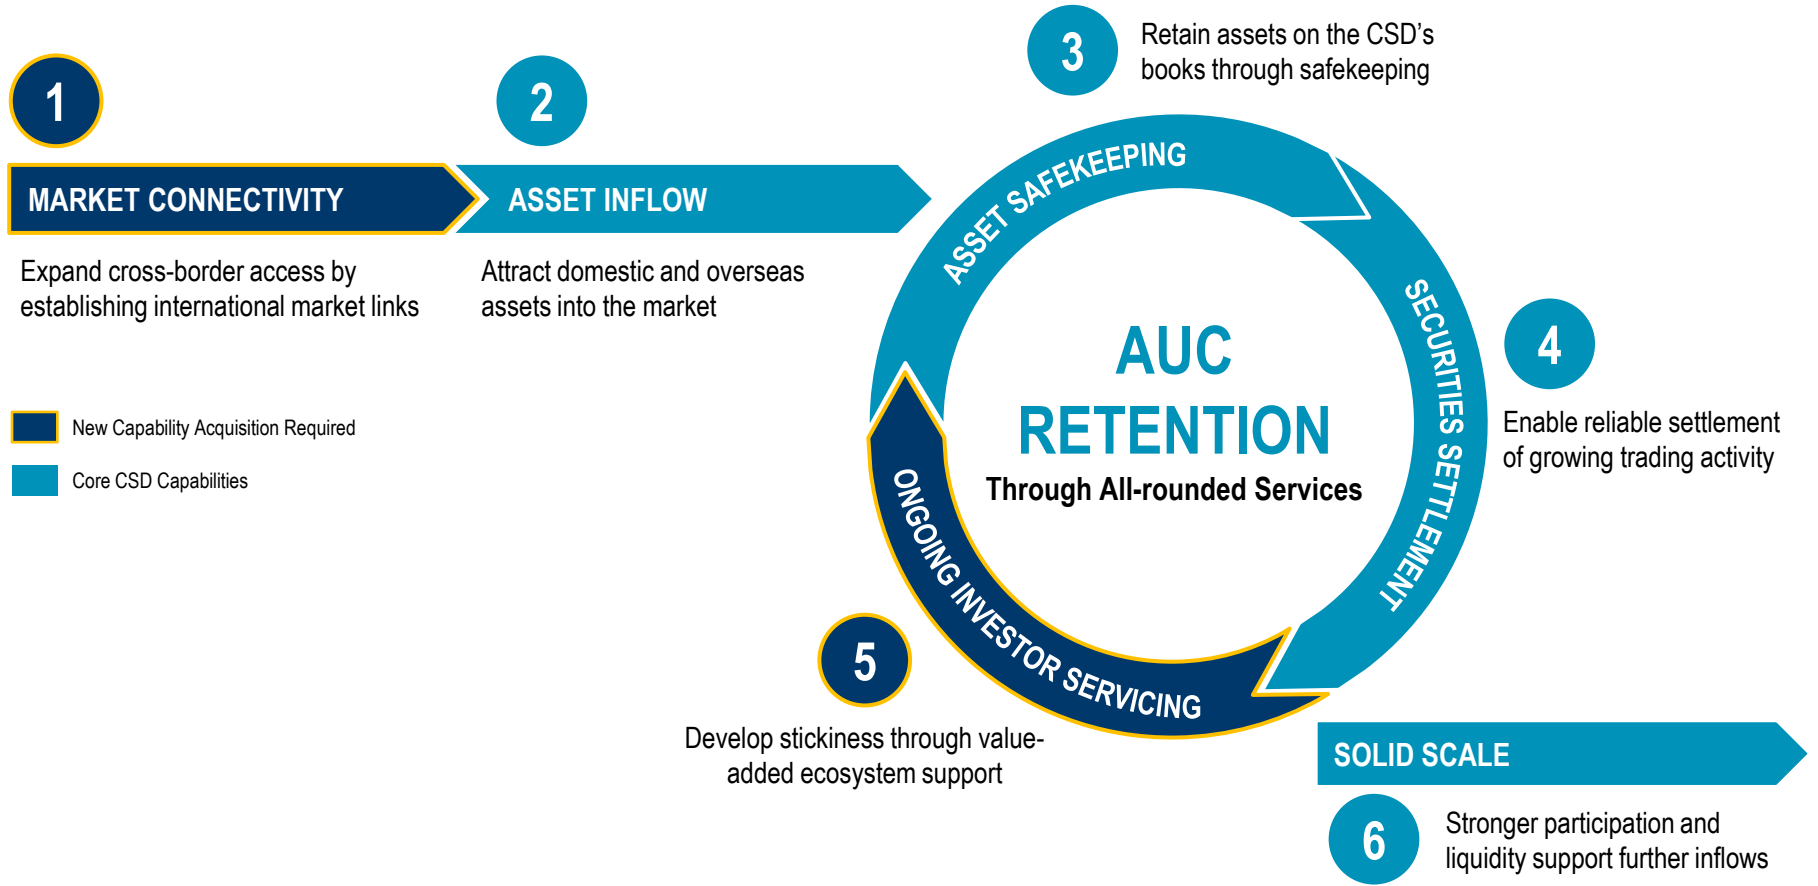 1
MARKET CONNECTIVITY
Expand cross-border access by
establishing international market links
2
ASSET INFLOW
Attract domestic and overseas
assets into the market
New Capability Acquisition Required
Core CSD Capabilities
3
Retain assets on the CSD’s
books through safekeeping
ASSET SAFEKEEPING
SECURITIES SETTLEMENT
4
Enable reliable settlement
of growing trading activity
AUC
RETENTION
Through All-rounded Services
ONGOING INVESTOR SERVICING
5
Develop stickiness through value-
added ecosystem support
SOLID SCALE
6
Stronger participation and
liquidity support further inflows